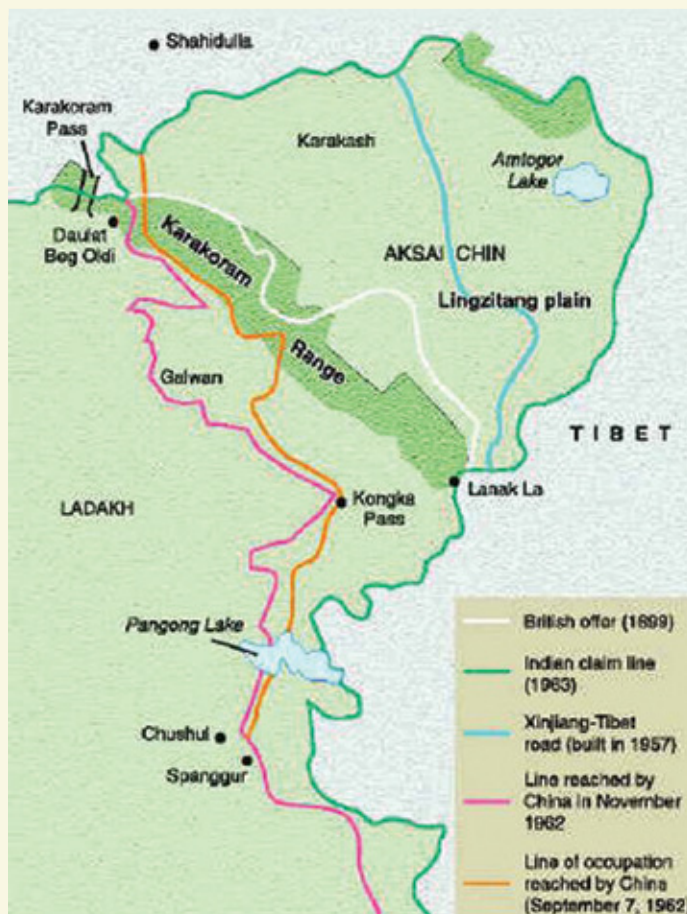 Shahidulla
Karakoram
Pass
Karakash
Amtogor
Lake
Daulat
Beg Oldi
Karakoram
Range
AKSAI CHIN
Lingzitang plain
Galwan
TIBET
LADAKH
Kongka
Pass
Lanak La
Pangong Lake
Chushul
Spanggur
British offer (1899)
Indian claim line
(1963)
Xinjiang-Tibet
road (built in 1957)
Line reached by
China in November
1962
Line of occupation
reached by China
(September 7, 1962)